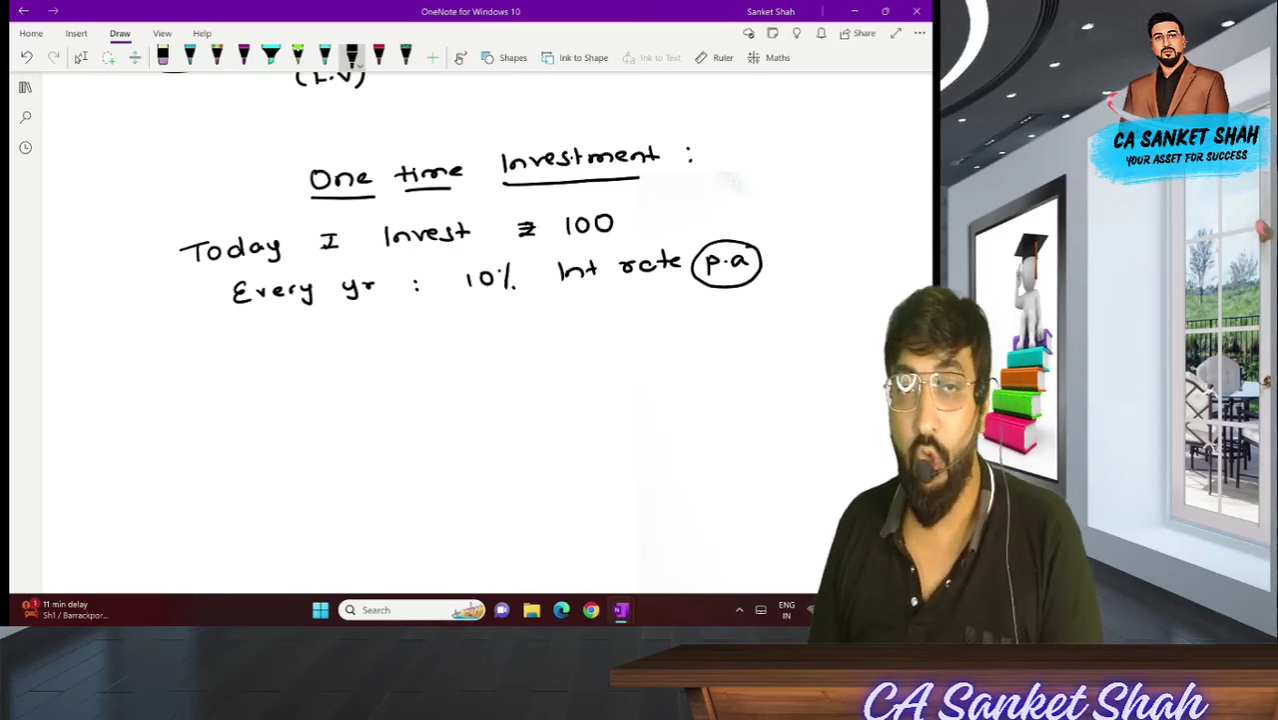 OneNote for Windows 10
Sanket Shah
Home Insert Draw View Help
Share
Shapes
Ink to Shape
Ink to Text
Ruler
Maths
(L.V)
One time Investment :
Today I Invest ₹ 100
Every yr : 10% Int rate p.a
CA SANKET SHAH
YOUR ASSET FOR SUCCESS
11 min delay
Sh1 / Barrackpor...
Search
ENG
IN
CA Sanket Shah